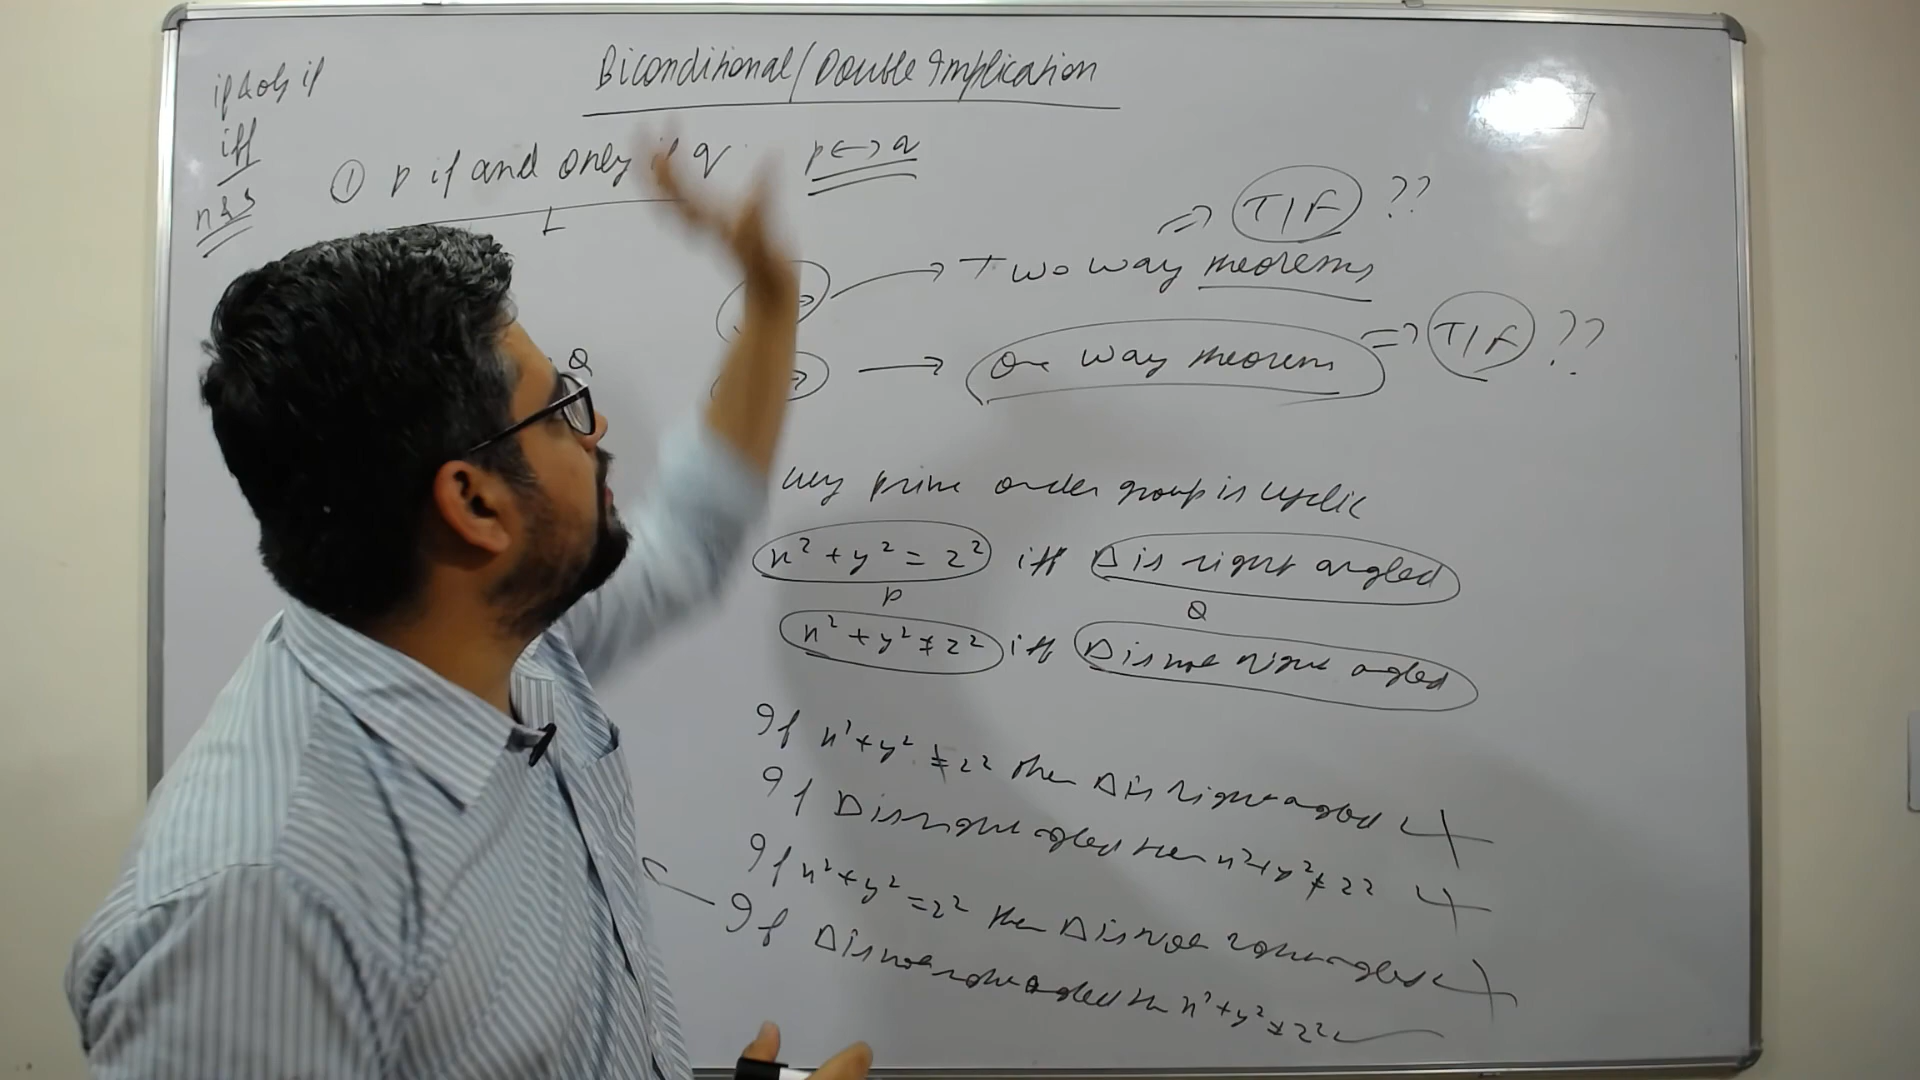 Biconditional/Double Implication
if & oly if
iff
n & s
① p if and only if q p ↔ q
L
⇒ T/F ??
→ Two way theorems
→ One way theorem ⇒ T/F ??
Q
prime order group is cyclic
x² + y² = z² iff Δ is right angled
P Q
x² + y² ≠ z² iff Δ is not right angled
If x² + y² ≠ z² then Δ is right angled ✗
If Δ is right angled then x² + y² ≠ z² ✗
If x² + y² = z² then Δ is not right angled ✗
If Δ is not right angled then x² + y² ≠ z² ✓